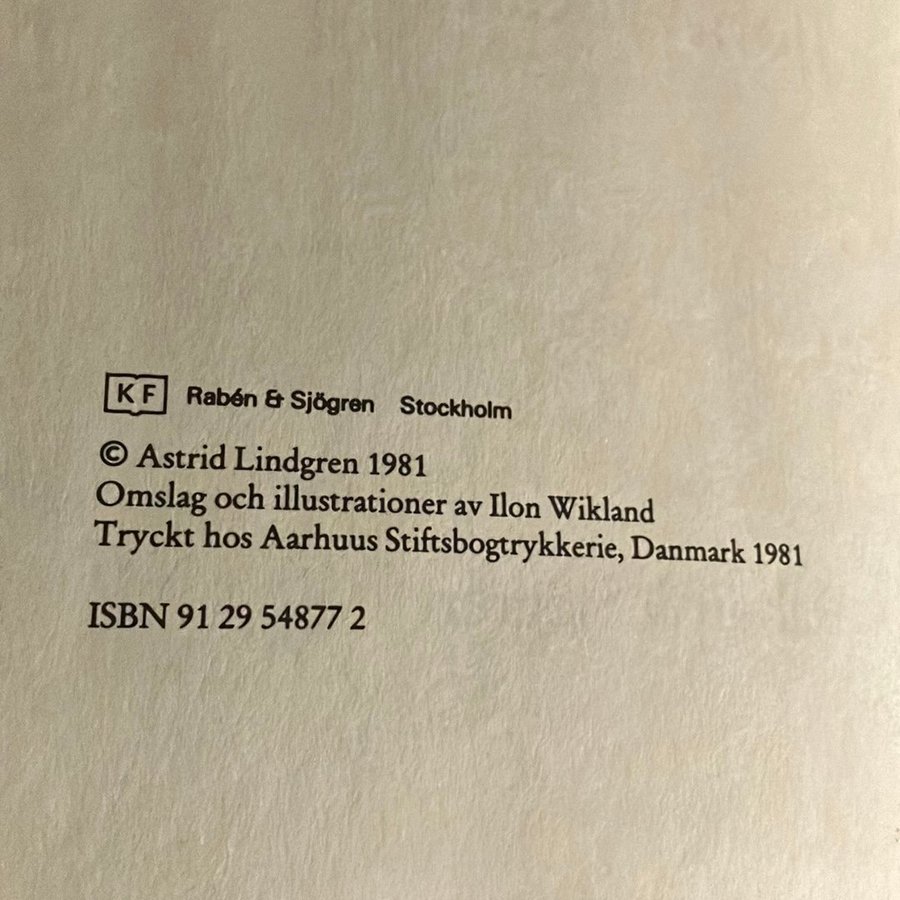 KF Rabén & Sjögren Stockholm
© Astrid Lindgren 1981
Omslag och illustrationer av Ilon Wikland
Tryckt hos Aarhuus Stiftsbogtrykkerie, Danmark 1981
ISBN 91 29 54877 2